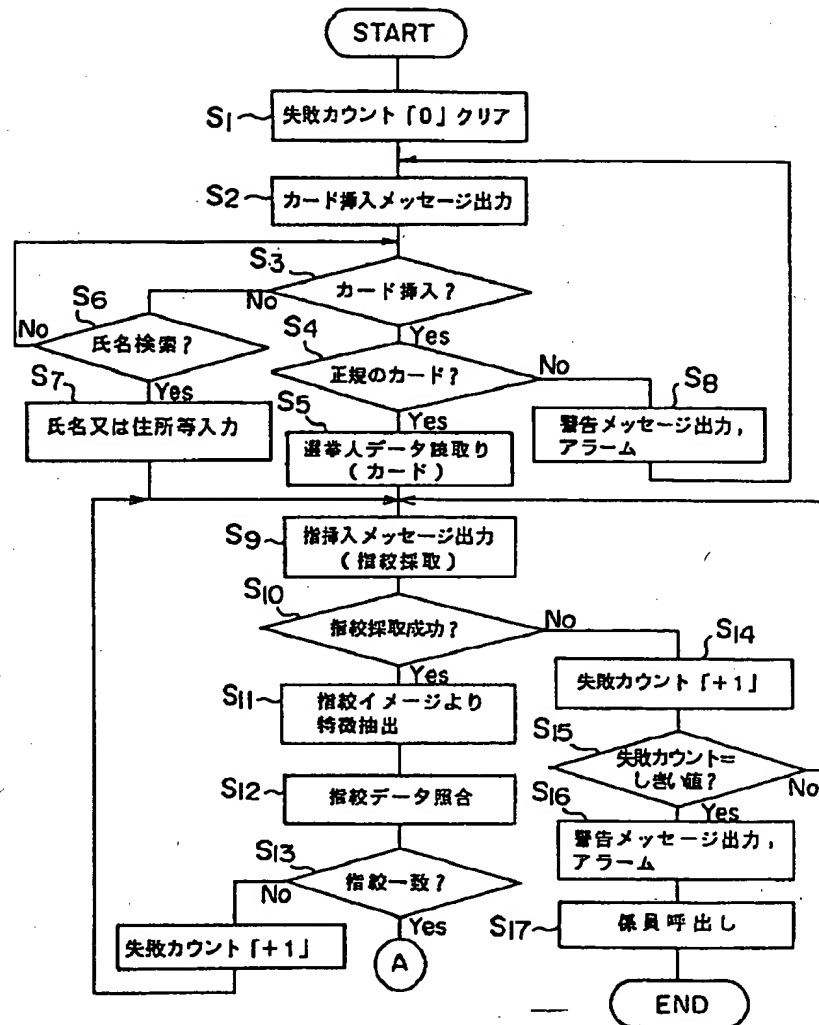 START
S1
失敗カウント「0」クリア
S2
カード挿入メッセージ出力
S3
カード挿入?
No
Yes
S6
氏名検索?
No
Yes
S4
正規のカード?
No
Yes
S7
氏名又は住所等入力
S5
選挙人データ読取り
(カード)
S8
警告メッセージ出力,
アラーム
S9
指挿入メッセージ出力
(指紋採取)
S10
指紋採取成功?
No
Yes
S11
指紋イメージより
特徴抽出
S14
失敗カウント「+1」
S12
指紋データ照合
S15
失敗カウント=
しきい値?
No
Yes
S13
指紋一致?
No
Yes
S16
警告メッセージ出力,
アラーム
失敗カウント「+1」
A
S17
係員呼出し
END